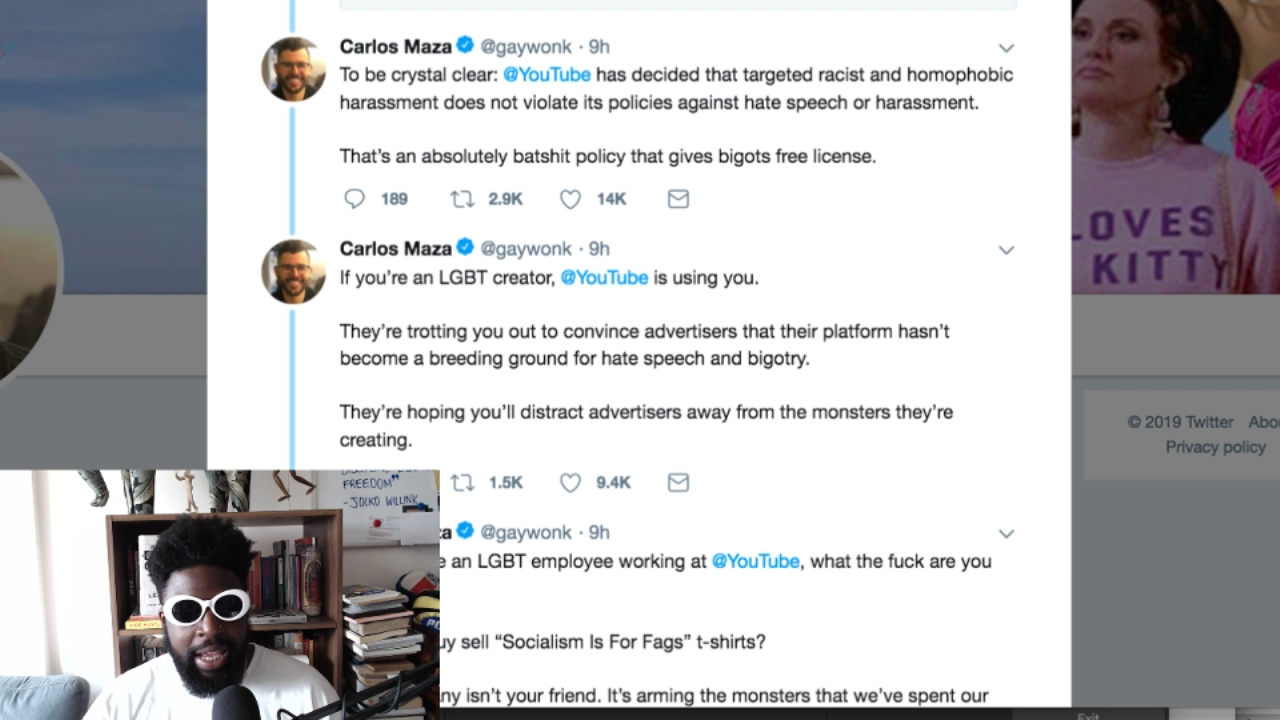 Carlos Maza @gaywonk · 9h
To be crystal clear: @YouTube has decided that targeted racist and homophobic
harassment does not violate its policies against hate speech or harassment.
That's an absolutely batshit policy that gives bigots free license.
189 2.9K 14K
Carlos Maza @gaywonk · 9h
If you're an LGBT creator, @YouTube is using you.
They're trotting you out to convince advertisers that their platform hasn't
become a breeding ground for hate speech and bigotry.
They're hoping you'll distract advertisers away from the monsters they're
creating.
1.5K 9.4K
@gaywonk · 9h
an LGBT employee working at @YouTube, what the fuck are you
sell “Socialism Is For Fags” t-shirts?
isn't your friend. It's arming the monsters that we've spent our
LOVES
KITTY
© 2019 Twitter
Privacy policy
FREEDOM”
- JOCKO WILLINK
Exit